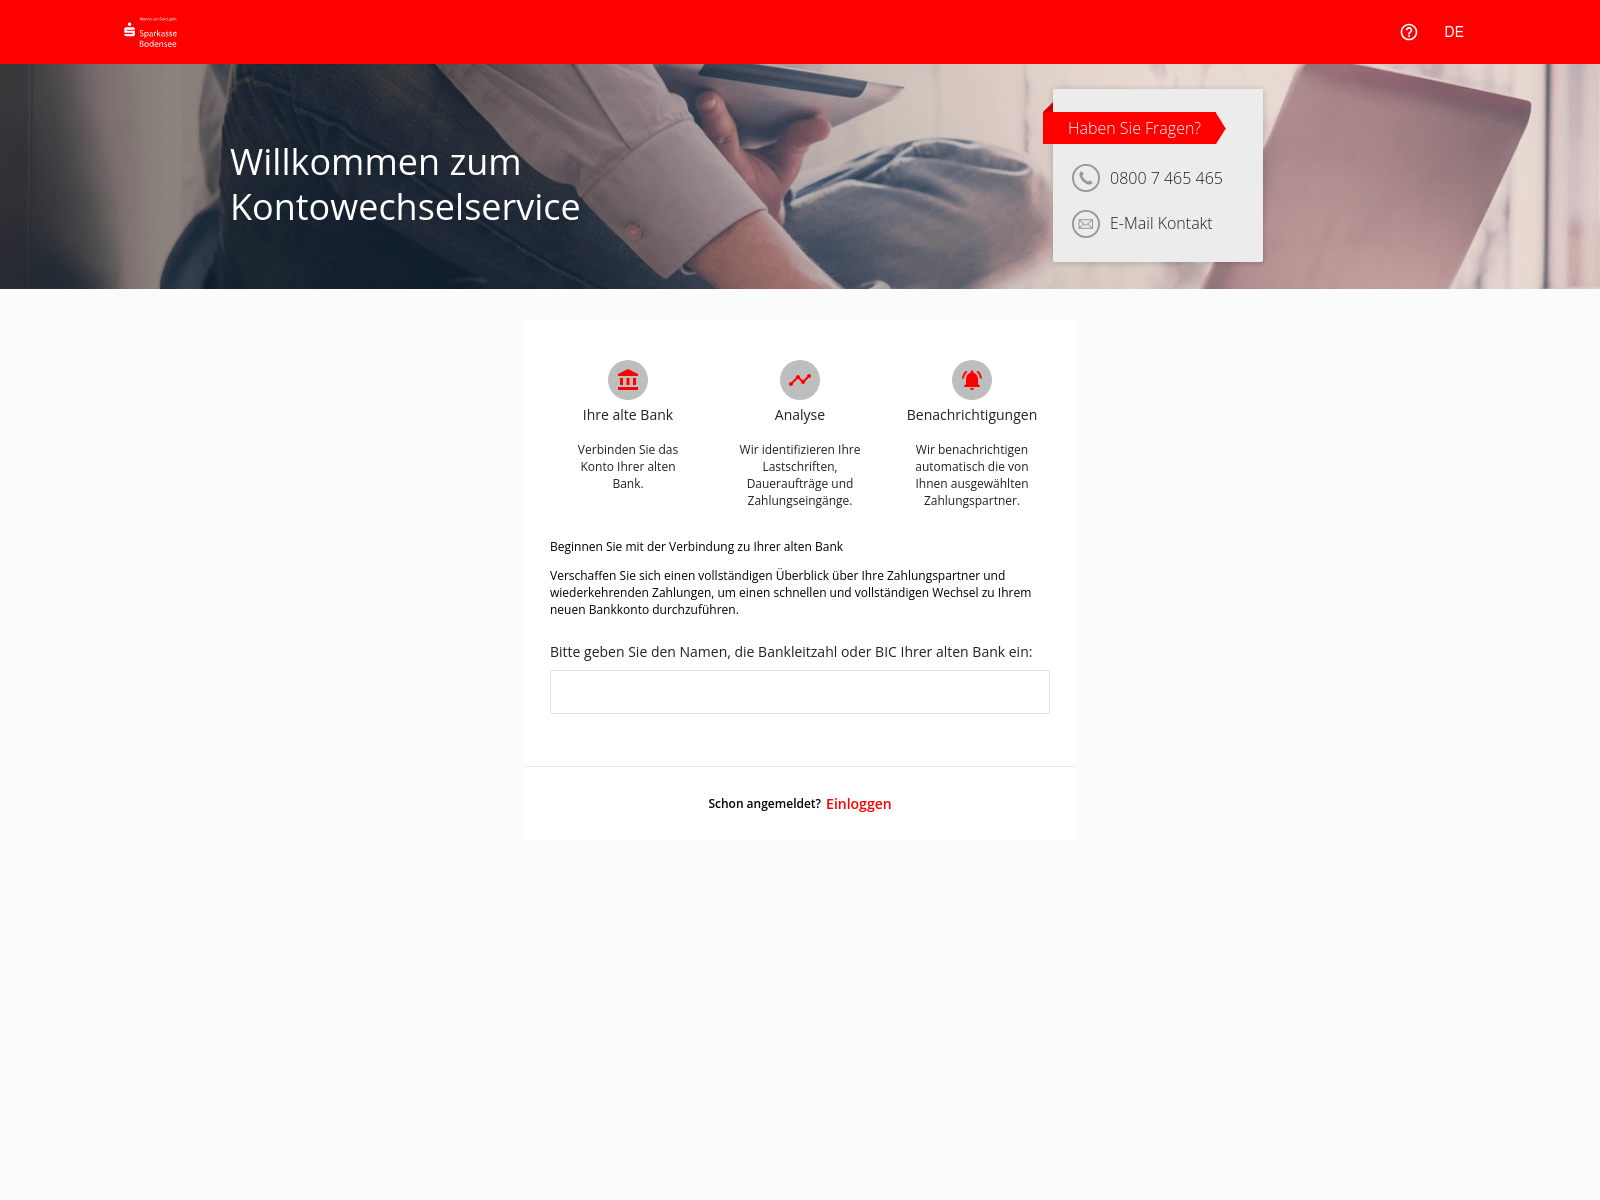 Wenn's um Geld geht
Sparkasse
Bodensee
DE
Willkommen zum
Kontowechselservice
Haben Sie Fragen?
0800 7 465 465
E-Mail Kontakt
Ihre alte Bank
Verbinden Sie das
Konto Ihrer alten
Bank.
Analyse
Wir identifizieren Ihre
Lastschriften,
Daueraufträge und
Zahlungseingänge.
Benachrichtigungen
Wir benachrichtigen
automatisch die von
Ihnen ausgewählten
Zahlungspartner.
Beginnen Sie mit der Verbindung zu Ihrer alten Bank
Verschaffen Sie sich einen vollständigen Überblick über Ihre Zahlungspartner und
wiederkehrenden Zahlungen, um einen schnellen und vollständigen Wechsel zu Ihrem
neuen Bankkonto durchzuführen.
Bitte geben Sie den Namen, die Bankleitzahl oder BIC Ihrer alten Bank ein:
Schon angemeldet? Einloggen